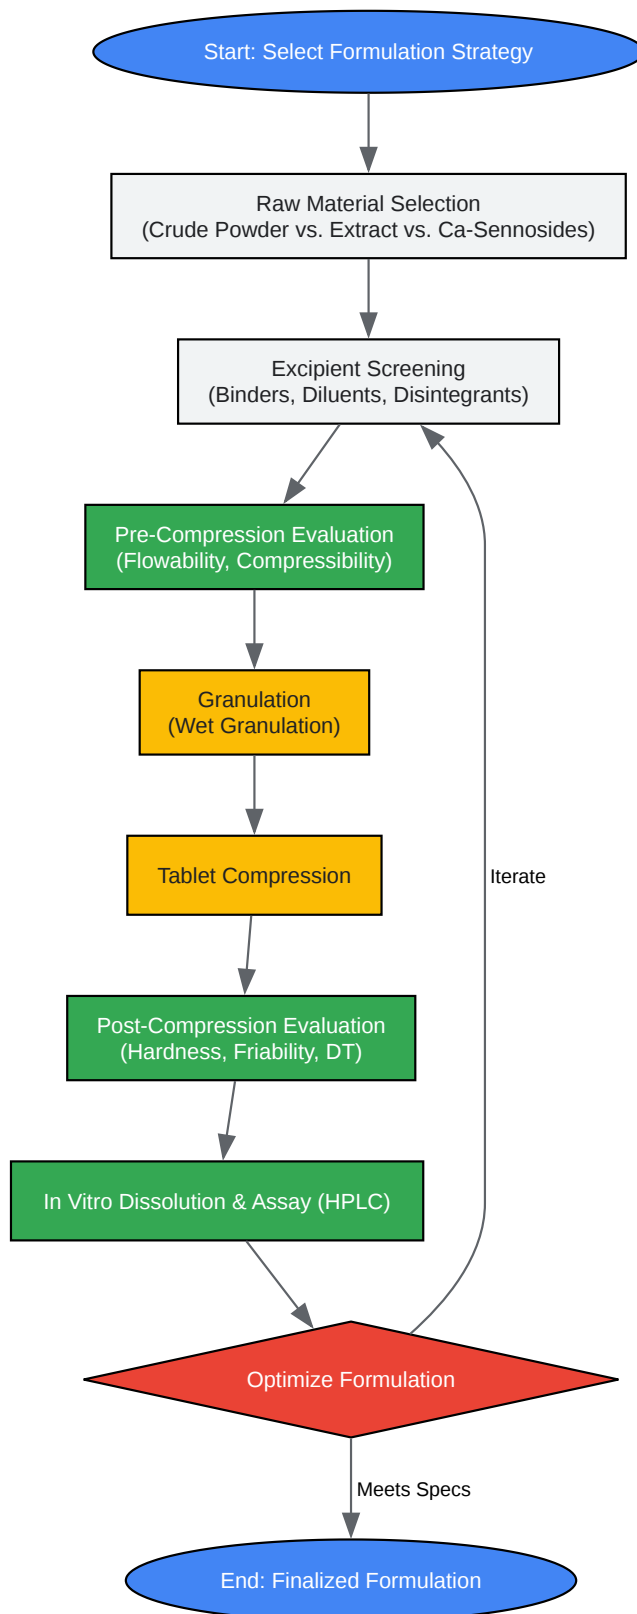 Start: Select Formulation Strategy
Raw Material Selection
(Crude Powder vs. Extract vs. Ca-Sennosides)
Excipient Screening
(Binders, Diluents, Disintegrants)
Pre-Compression Evaluation
(Flowability, Compressibility)
Granulation
(Wet Granulation)
Tablet Compression
Iterate
Post-Compression Evaluation
(Hardness, Friability, DT)
In Vitro Dissolution & Assay (HPLC)
Optimize Formulation
Meets Specs
End: Finalized Formulation